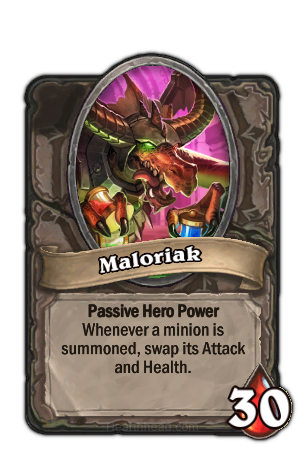 Maloriak
Passive Hero Power
Whenever a minion is
summoned, swap its Attack
and Health.
30